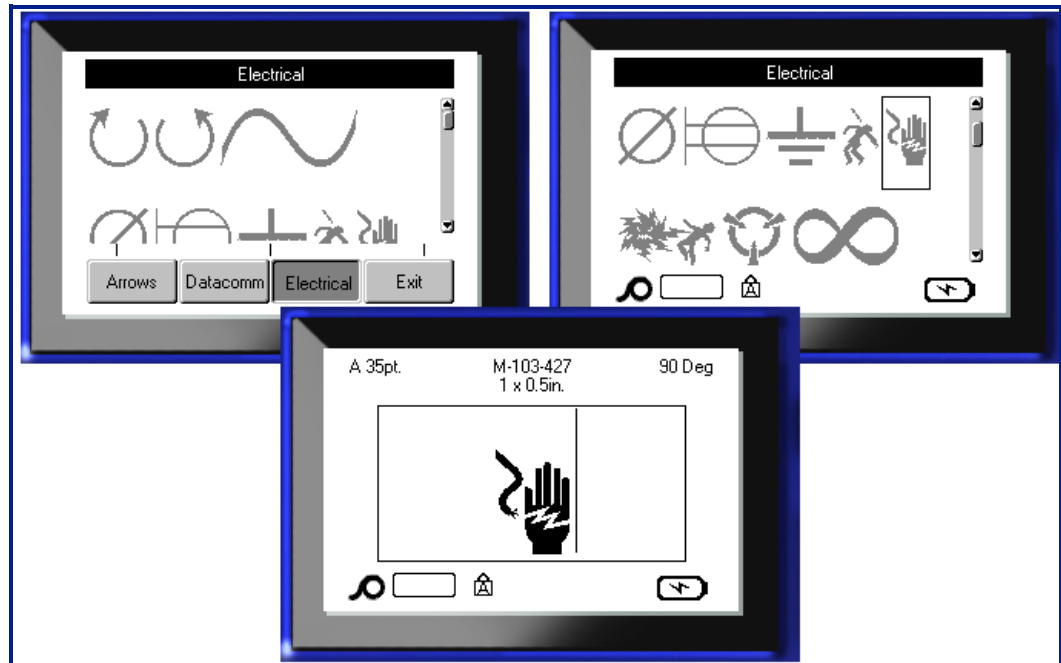 Electrical
Arrows Datacomm Electrical Exit
Electrical
A
A 35pt. M-103-427 90 Deg
1 x 0.5in.
A